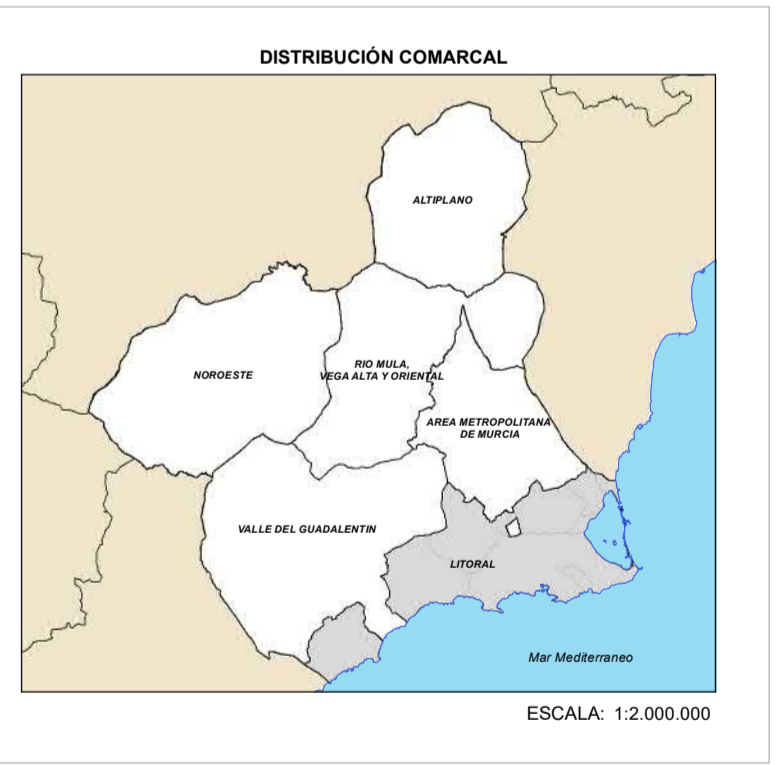 DISTRIBUCIÓN COMARCAL
ALTIPLANO
NOROESTE
RIO MULA,
VEGA ALTA Y ORIENTAL
AREA METROPOLITANA
DE MURCIA
VALLE DEL GUADALENTIN
LITORAL
Mar Mediterraneo
ESCALA: 1:2.000.000